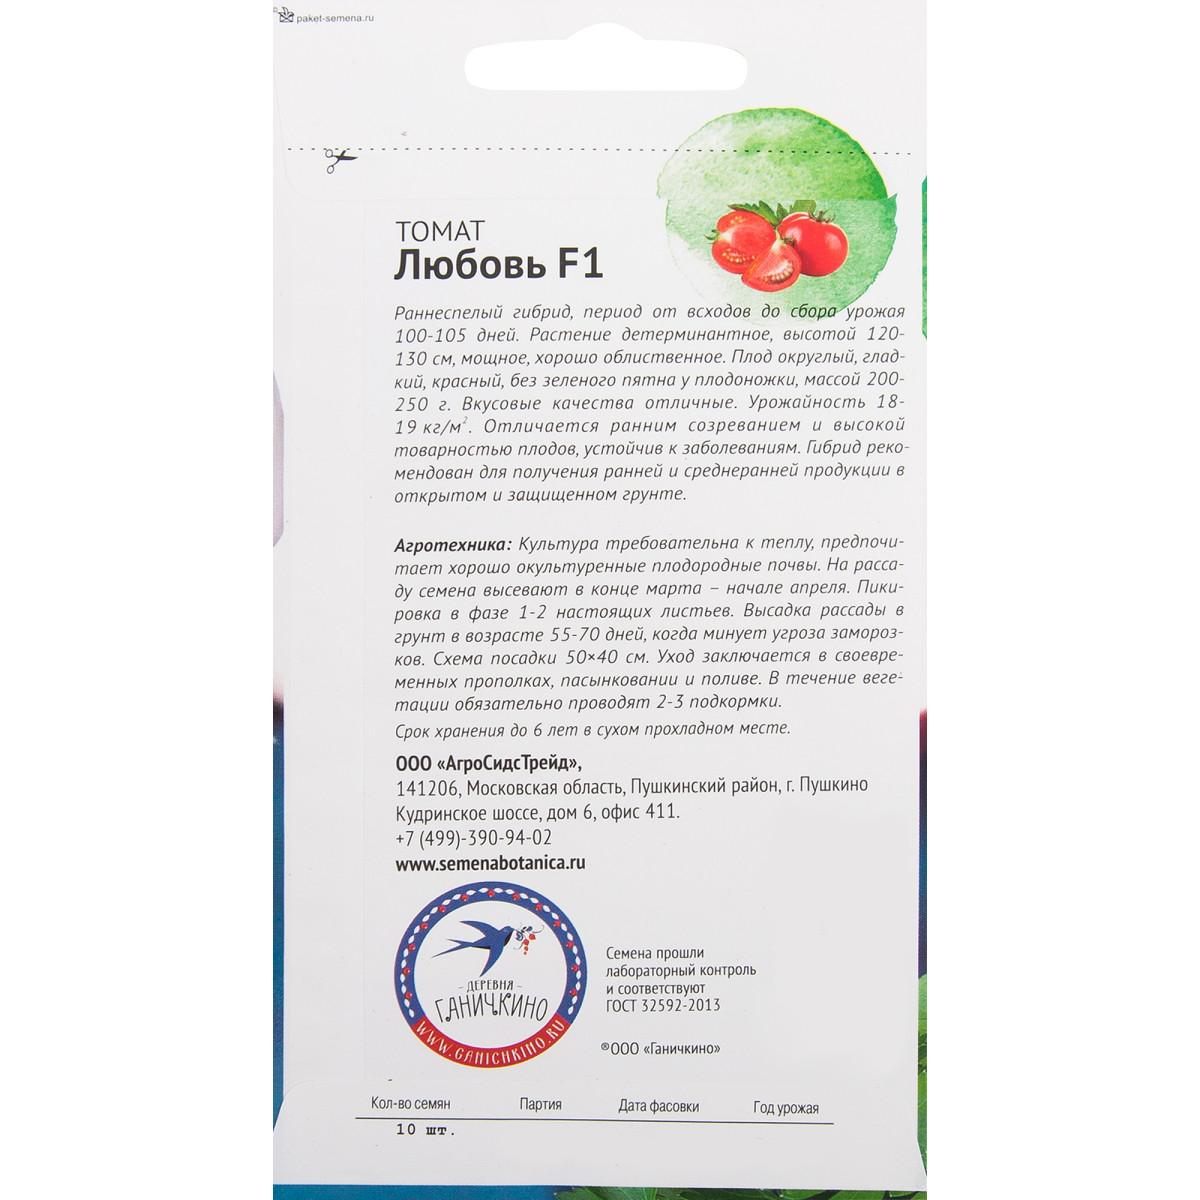 paket-semena.ru
ТОМАТ
Любовь F1
Раннеспелый гибрид, период от всходов до сбора урожая
100-105 дней. Растение детерминантное, высотой 120-
130 см, мощное, хорошо облиственное. Плод округлый, глад-
кий, красный, без зеленого пятна у плодоножки, массой 200-
250 г. Вкусовые качества отличные. Урожайность 18-
19 кг/м². Отличается ранним созреванием и высокой
товарностью плодов, устойчив к заболеваниям. Гибрид реко-
мендован для получения ранней и среднеранней продукции в
открытом и защищенном грунте.
Агротехника: Культура требовательна к теплу, предпочи-
тает хорошо окультуренные плодородные почвы. На расса-
ду семена высевают в конце марта – начале апреля. Пики-
ровка в фазе 1-2 настоящих листьев. Высадка рассады в
грунт в возрасте 55-70 дней, когда минует угроза замороз-
ков. Схема посадки 50×40 см. Уход заключается в своевре-
менных прополках, пасынковании и поливе. В течение веге-
тации обязательно проводят 2-3 подкормки.
Срок хранения до 6 лет в сухом прохладном месте.
ООО «АгроСидсТрейд»,
141206, Московская область, Пушкинский район, г. Пушкино
Кудринское шоссе, дом 6, офис 411.
+7 (499)-390-94-02
www.semenabotanica.ru
- ДЕРЕВНЯ -
ГАНИЧКИНО
WWW.GANICHKINO.RU
Семена прошли
лабораторный контроль
и соответствуют
ГОСТ 32592-2013
®ООО «Ганичкино»
Кол-во семян Партия Дата фасовки Год урожая
10 шт.